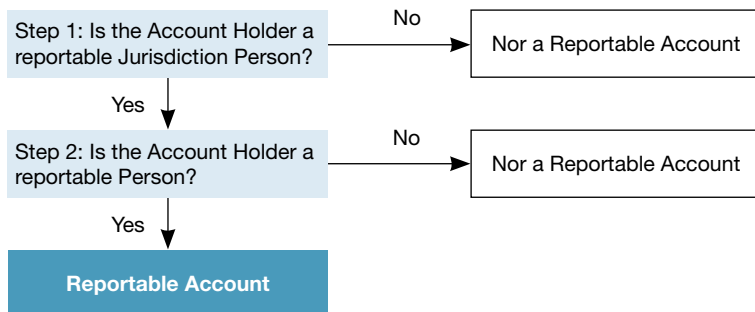 Step 1: Is the Account Holder a
reportable Jurisdiction Person?
No
Nor a Reportable Account
Yes
Step 2: Is the Account Holder a
reportable Person?
No
Nor a Reportable Account
Yes
Reportable Account